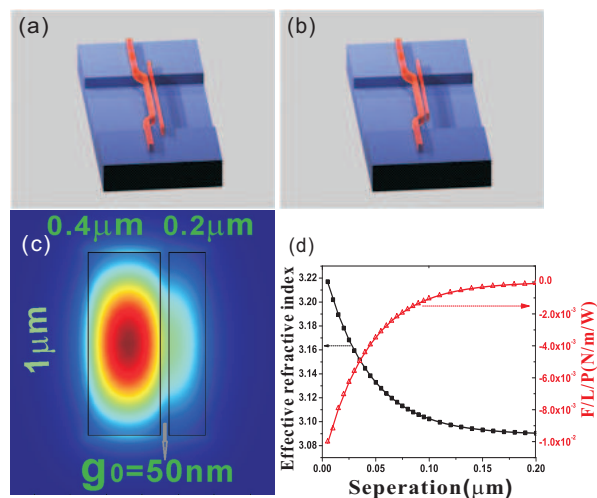 (a)
(b)
(c)
0.4μm 0.2μm
1μm
g0=50nm
(d)
Effective refractive index
3.22
3.20
3.18
3.16
3.14
3.12
3.10
3.08
0.00 0.05 0.10 0.15 0.20
Seperation(μm)
0.0
-2.0x10⁻³
-4.0x10⁻³
-6.0x10⁻³
-8.0x10⁻³
-1.0x10⁻²
F/L/P(N/m/W)